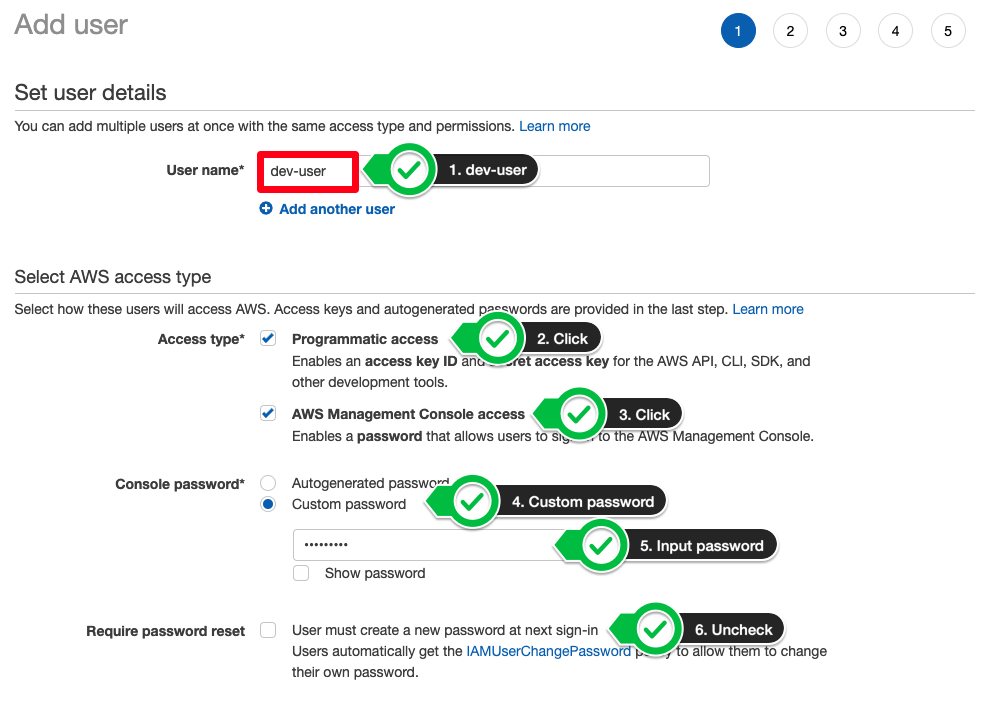 Add user
1 2 3 4 5
Set user details
You can add multiple users at once with the same access type and permissions. Learn more
User name* dev-user 1. dev-user
Add another user
Select AWS access type
Select how these users will access AWS. Access keys and autogenerated passwords are provided in the last step. Learn more
Access type* Programmatic access 2. Click
Enables an access key ID and secret access key for the AWS API, CLI, SDK, and
other development tools.
AWS Management Console access 3. Click
Enables a password that allows users to sign-in to the AWS Management Console.
Console password* Autogenerated password
Custom password 4. Custom password
••••••••• 5. Input password
Show password
Require password reset User must create a new password at next sign-in 6. Uncheck
Users automatically get the IAMUserChangePassword policy to allow them to change
their own password.